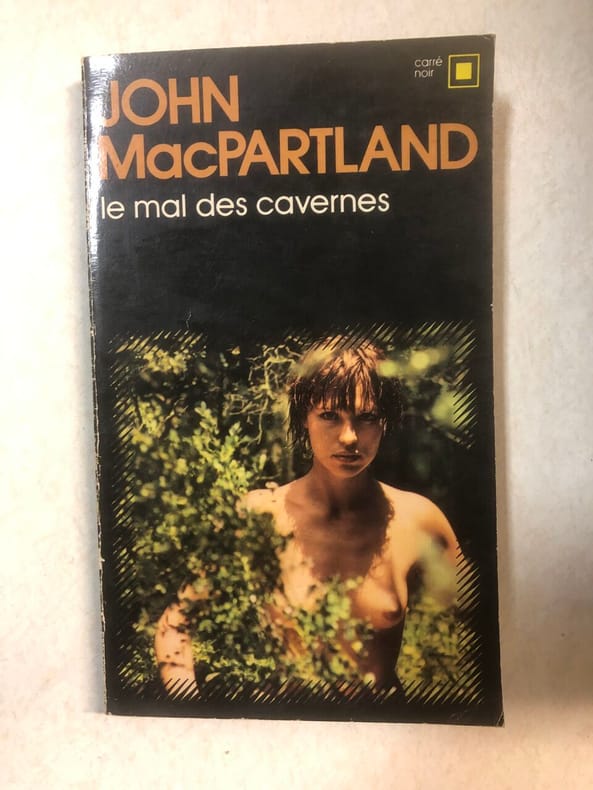 carré
noir
JOHN
MacPARTLAND
le mal des cavernes